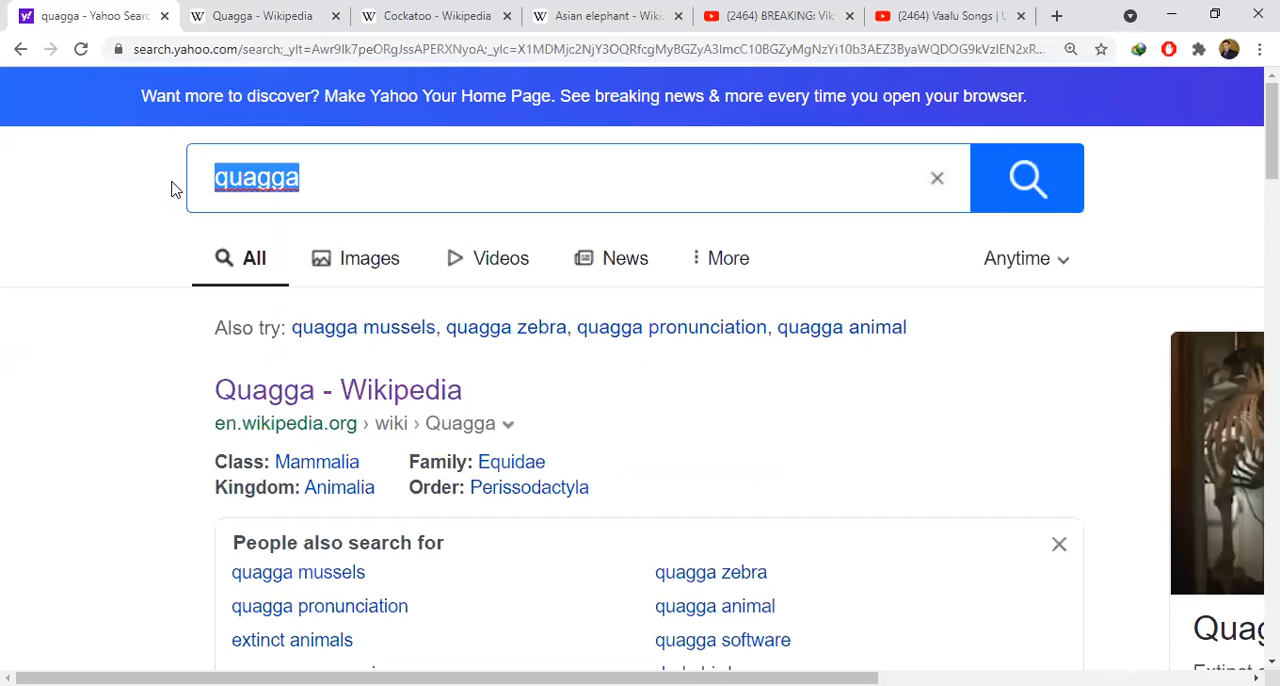 quagga - Yahoo Searc
Quagga - Wikipedia
Cockatoo - Wikipedia
Asian elephant - Wiki
(2464) BREAKING: Vik
(2464) Vaalu Songs |
search.yahoo.com/search;_ylt=Awr9Ik7peORgJssAPERXNyoA;_ylc=X1MDMjc2NjY3OQRfcgMyBGZyA3ImcC10BGZyMgNzYi10b3AEZ3ByaWQDOG9kVzlEN2xR...
Want more to discover? Make Yahoo Your Home Page. See breaking news & more every time you open your browser.
quagga
All
Images
Videos
News
More
Anytime
Also try: quagga mussels, quagga zebra, quagga pronunciation, quagga animal
Quagga - Wikipedia
en.wikipedia.org › wiki › Quagga
Class: Mammalia Family: Equidae
Kingdom: Animalia Order: Perissodactyla
People also search for
quagga mussels quagga zebra
quagga pronunciation quagga animal
extinct animals quagga software
Quag